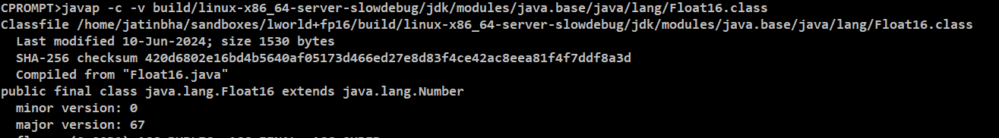 CPROMPT>javap -c -v build/linux-x86_64-server-slowdebug/jdk/modules/java.base/java/lang/Float16.class
Classfile /home/jatinbha/sandboxes/lworld+fp16/build/linux-x86_64-server-slowdebug/jdk/modules/java.base/java/lang/Float16.class
  Last modified 10-Jun-2024; size 1530 bytes
  SHA-256 checksum 420d6802e16bd4b5640af05173d466ed27e8d83f4ce42ac8eea81f4f7ddf8a3d
  Compiled from "Float16.java"
public final class java.lang.Float16 extends java.lang.Number
  minor version: 0
  major version: 67